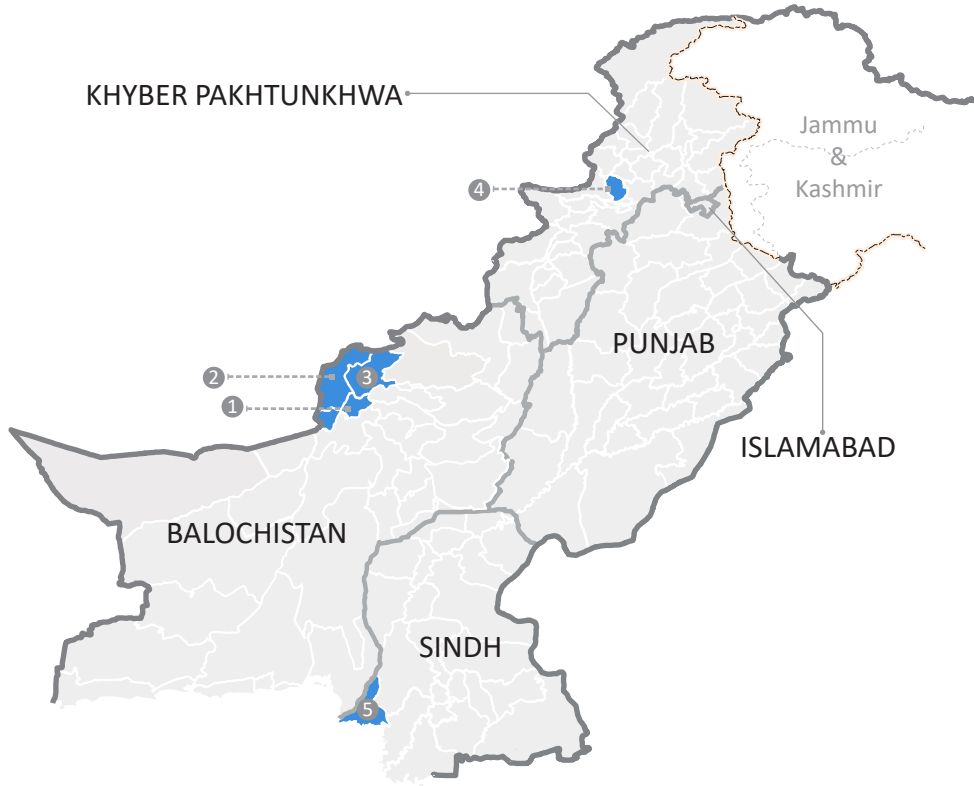 KHYBER PAKHTUNKHWA
Jammu
&
Kashmir
4
PUNJAB
2
3
1
ISLAMABAD
BALOCHISTAN
SINDH
5